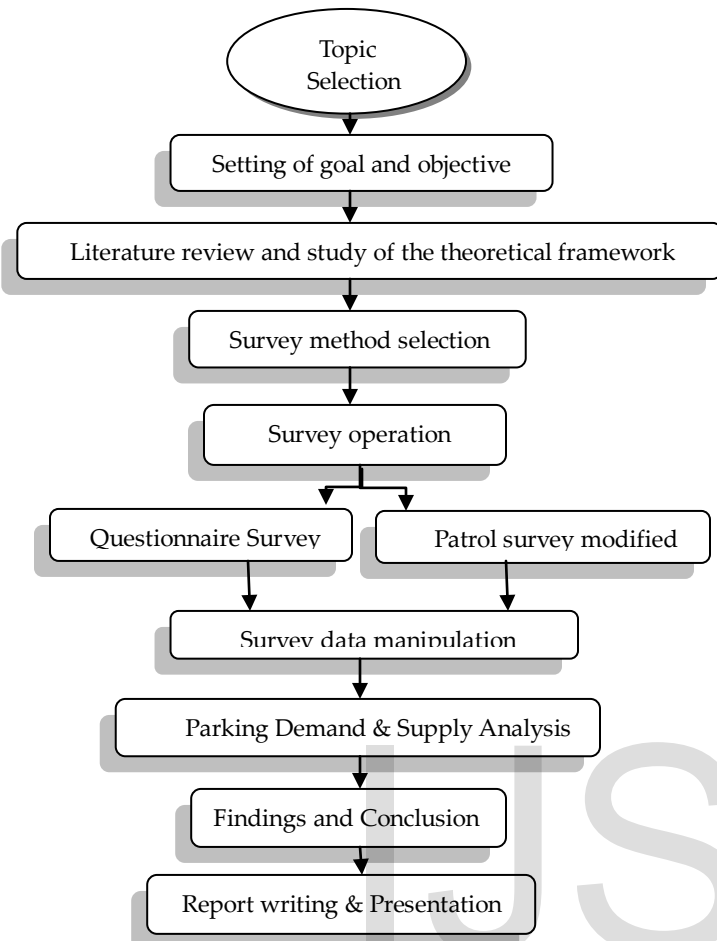 Topic
Selection
Setting of goal and objective
Literature review and study of the theoretical framework
Survey method selection
Survey operation
Questionnaire Survey
Patrol survey modified
Survey data manipulation
Parking Demand & Supply Analysis
Findings and Conclusion
Report writing & Presentation
IJS